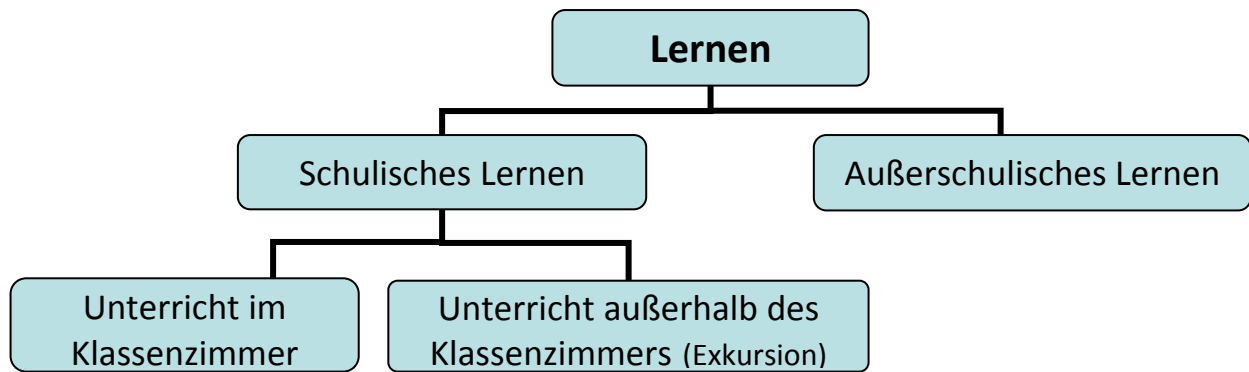 Lernen
Schulisches Lernen
Außerschulisches Lernen
Unterricht im
Klassenzimmer
Unterricht außerhalb des
Klassenzimmers (Exkursion)